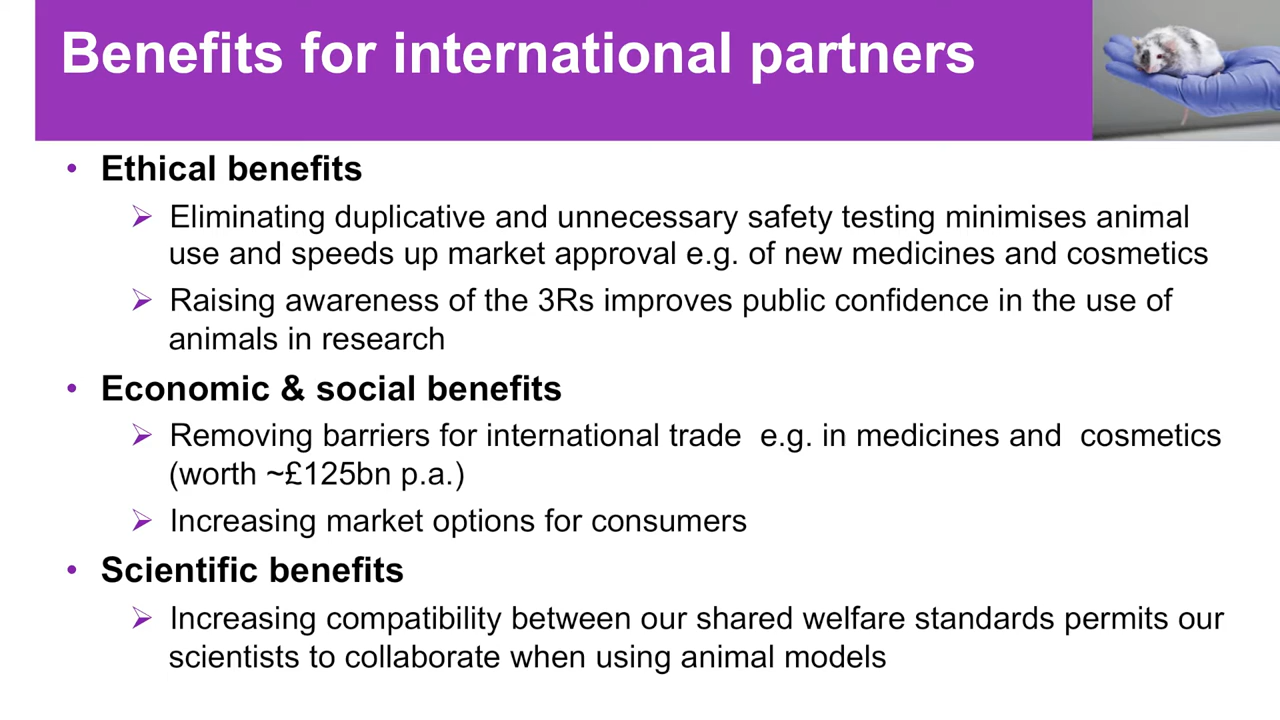 Benefits for international partners
• Ethical benefits
➢ Eliminating duplicative and unnecessary safety testing minimises animal
use and speeds up market approval e.g. of new medicines and cosmetics
➢ Raising awareness of the 3Rs improves public confidence in the use of
animals in research
• Economic & social benefits
➢ Removing barriers for international trade  e.g. in medicines and  cosmetics
(worth ~£125bn p.a.)
➢ Increasing market options for consumers
• Scientific benefits
➢ Increasing compatibility between our shared welfare standards permits our
scientists to collaborate when using animal models